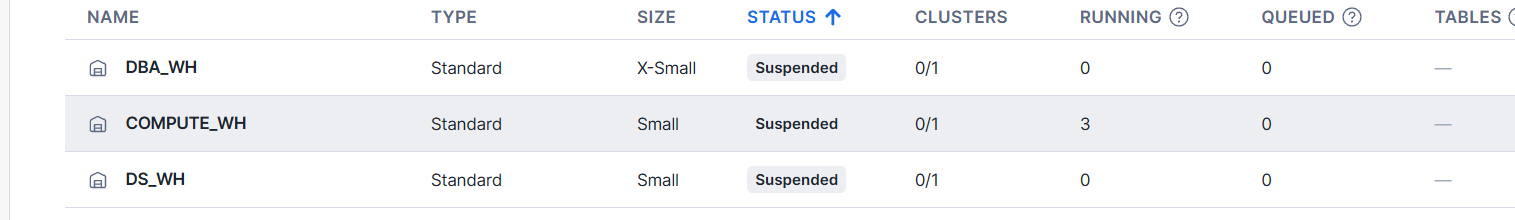 NAME TYPE SIZE STATUS ↑ CLUSTERS RUNNING ? QUEUED ? TABLES
DBA_WH Standard X-Small Suspended 0/1 0 0 —
COMPUTE_WH Standard Small Suspended 0/1 3 0 —
DS_WH Standard Small Suspended 0/1 0 0 —